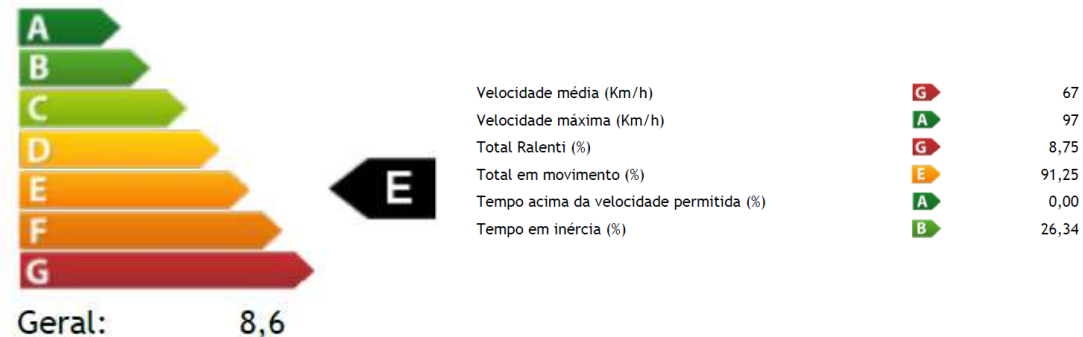 A
B
C
D
E
F
G
E
Geral: 8,6
Velocidade média (Km/h) G 67
Velocidade máxima (Km/h) A 97
Total Ralenti (%) G 8,75
Total em movimento (%) E 91,25
Tempo acima da velocidade permitida (%) A 0,00
Tempo em inércia (%) B 26,34